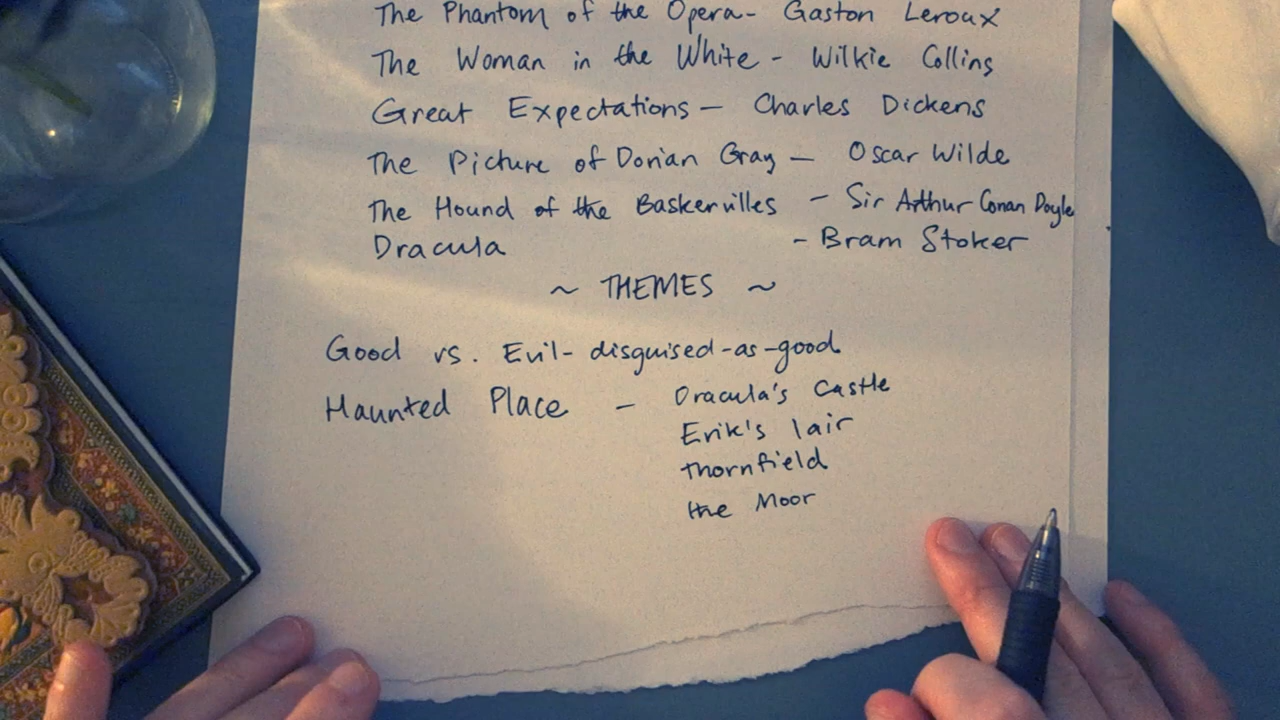 The Phantom of the Opera- Gaston Leroux
The Woman in the White - Wilkie Collins
Great Expectations — Charles Dickens
The Picture of Dorian Gray — Oscar Wilde
The Hound of the Baskervilles - Sir Arthur Conan Doyle
Dracula - Bram Stoker
~ THEMES ~
Good vs. Evil- disguised-as-good
Haunted Place - Dracula's Castle
Erik's lair
Thornfield
the Moor